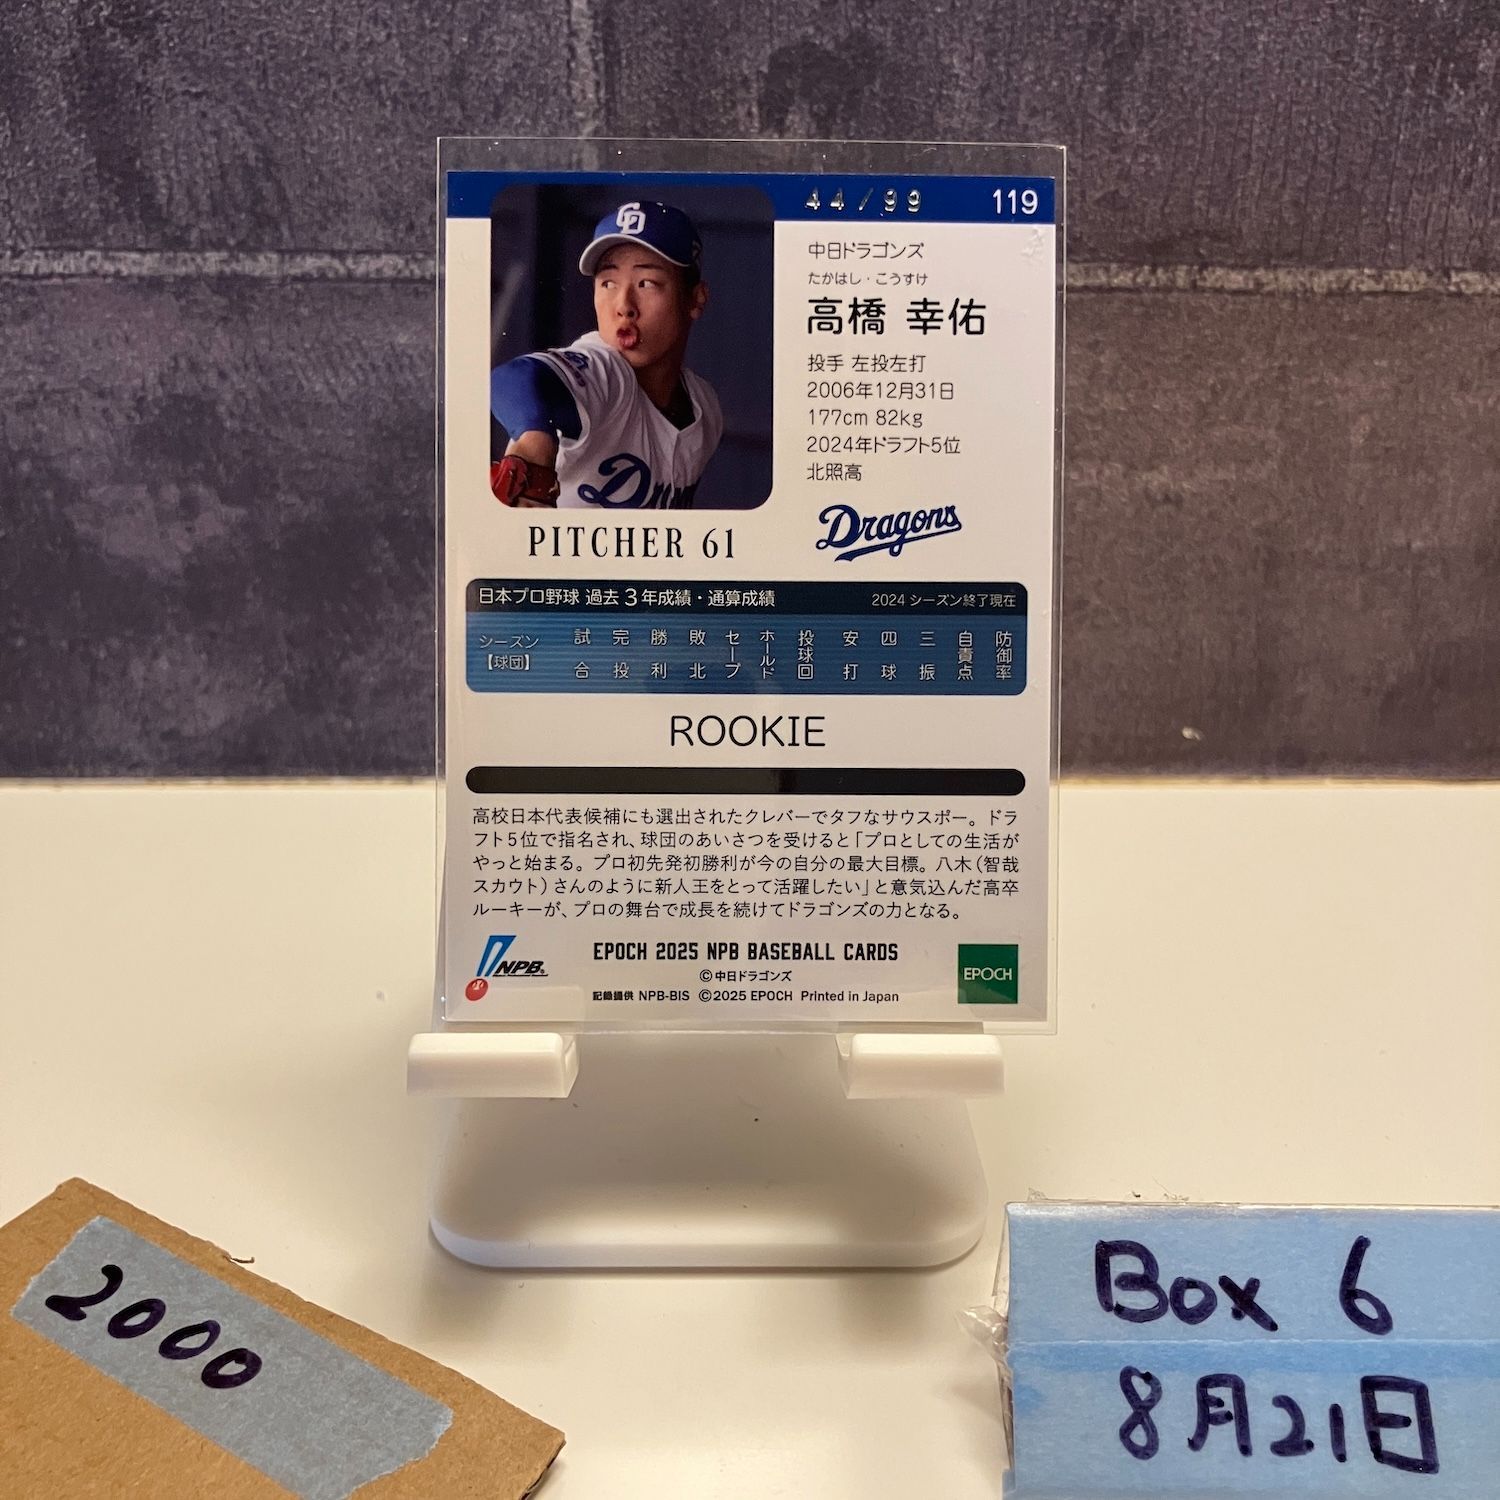 44/99
119
中日ドラゴンズ
たかはし・こうすけ
高橋 幸佑
投手 左投左打
2006年12月31日
177cm 82kg
2024年ドラフト5位
北照高
Dragons
PITCHER 61
日本プロ野球 過去3年成績・通算成績
2024 シーズン終了現在
シーズン【球団】 試合 完投 勝利 敗北 セーブ ホールド 投球回 安打 四球 三振 自責点 防御率
ROOKIE
高校日本代表候補にも選出されたクレバーでタフなサウスポー。ドラ
フト5位で指名され、球団のあいさつを受けると「プロとしての生活が
やっと始まる。プロ初先発初勝利が今の自分の最大目標。八木(智哉
スカウト)さんのように新人王をとって活躍したい」と意気込んだ高卒
ルーキーが、プロの舞台で成長を続けてドラゴンズの力となる。
NPB
EPOCH 2025 NPB BASEBALL CARDS
©中日ドラゴンズ
記録提供 NPB-BIS ©2025 EPOCH Printed in Japan
EPOCH
2000
Box 6
8月21日